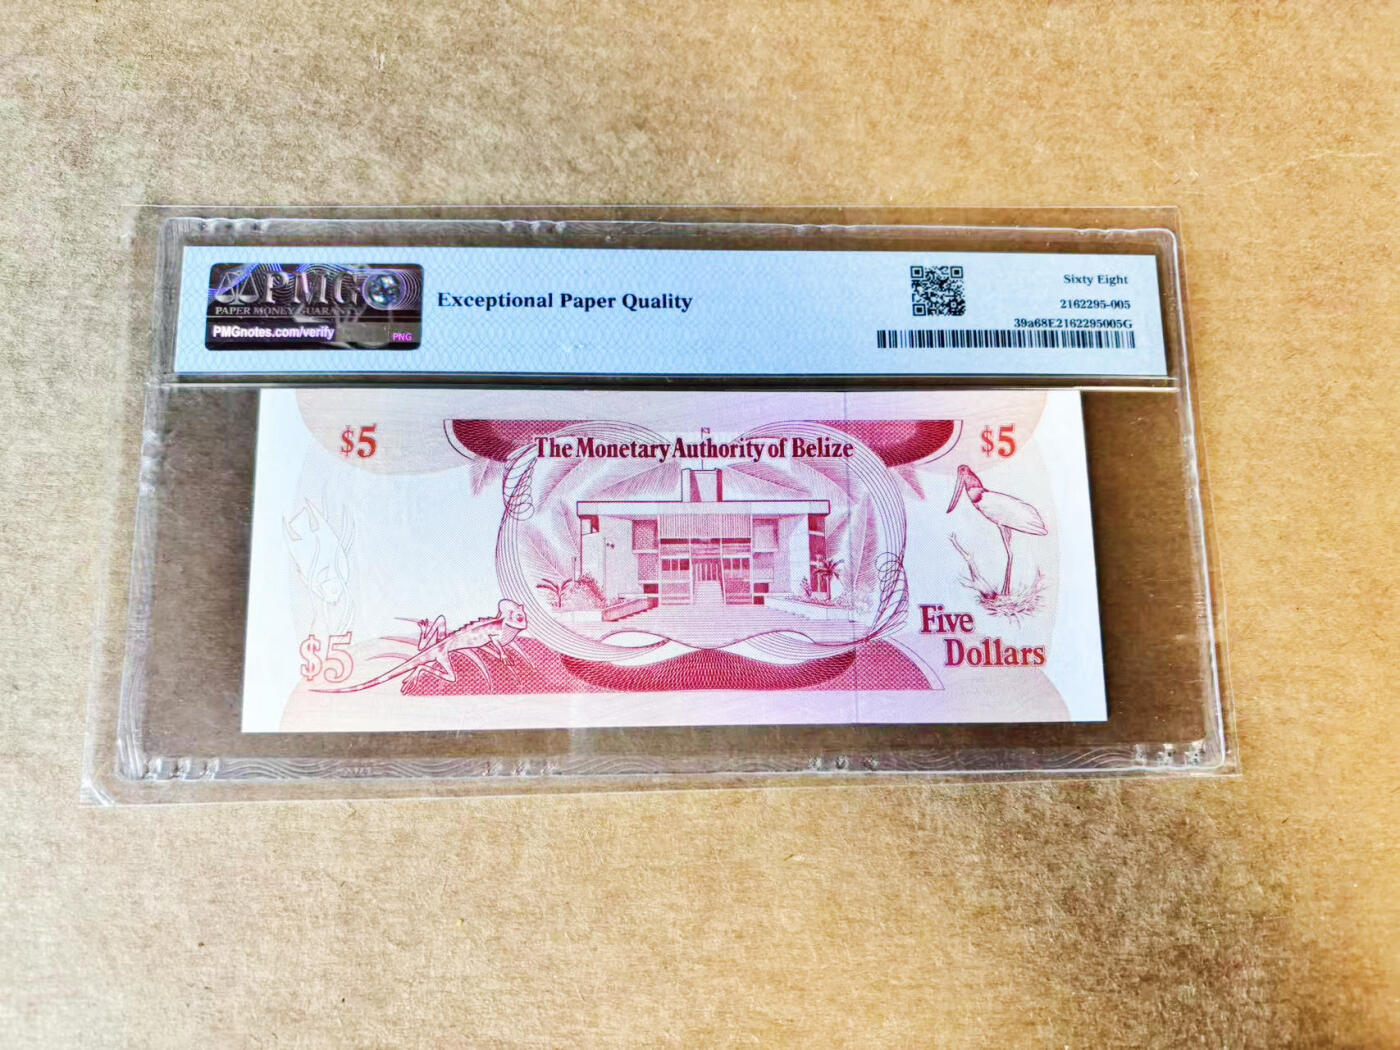 PMG
PAPER MONEY GUARANTY
PMGnotes.com/verify
PNG
Exceptional Paper Quality
Sixty Eight
2162295-005
39a68E2162295005G
$5
The Monetary Authority of Belize
$5
$5
Five
Dollars